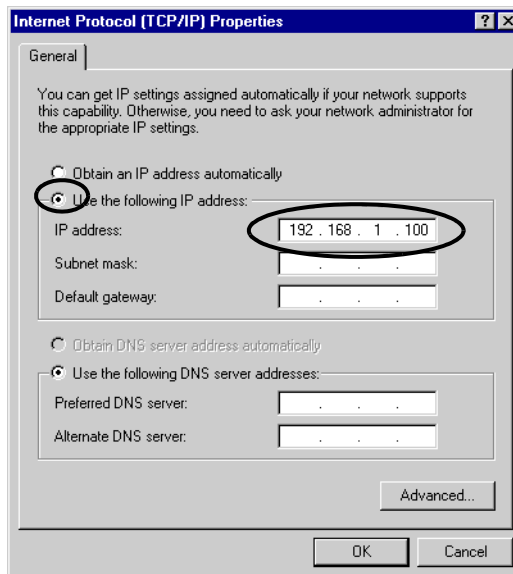 Internet Protocol (TCP/IP) Properties
General
You can get IP settings assigned automatically if your network supports
this capability. Otherwise, you need to ask your network administrator for
the appropriate IP settings.
Obtain an IP address automatically
Use the following IP address:
IP address: 192 . 168 . 1 . 100
Subnet mask: . . .
Default gateway: . . .
Obtain DNS server address automatically
Use the following DNS server addresses:
Preferred DNS server: . . .
Alternate DNS server: . . .
Advanced...
OK Cancel